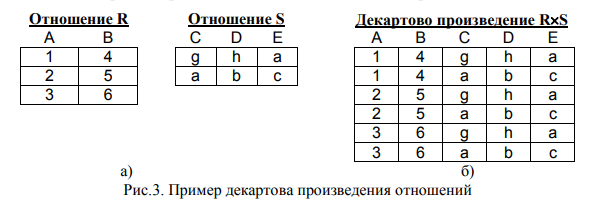 Отношение R Отношение S Декартово произведение R×S
A B C D E A B C D E
1 4 g h a 1 4 g h a
2 5 a b c 1 4 a b c
3 6 2 5 g h a
2 5 a b c
3 6 g h a
3 6 a b c
а) б)
Рис.3. Пример декартова произведения отношений